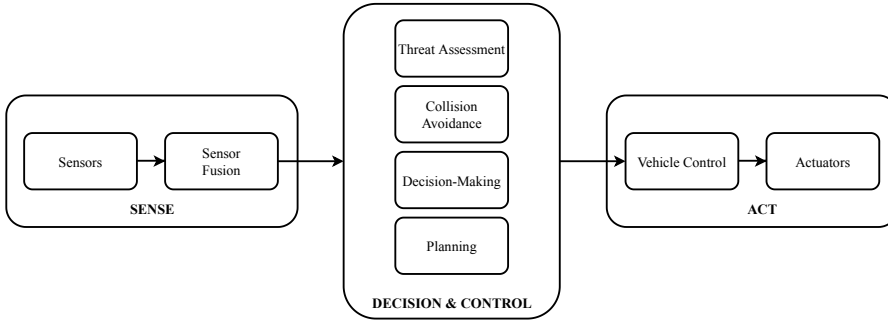 Sensors
Sensor
Fusion
SENSE
Threat Assessment
Collision
Avoidance
Decision-Making
Planning
DECISION & CONTROL
Vehicle Control
Actuators
ACT